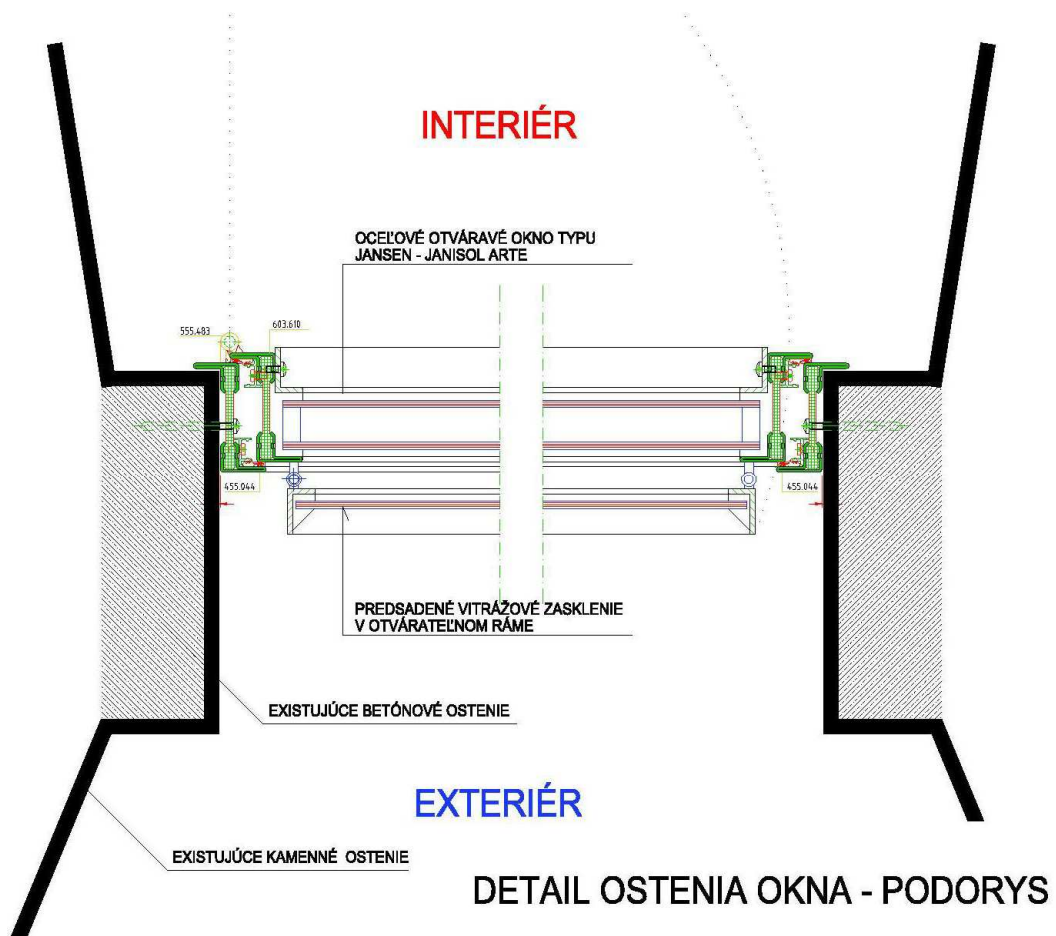 INTERIÉR
OCEĽOVÉ OTVÁRAVÉ OKNO TYPU
JANSEN - JANISOL ARTE
555.483
603.610
455.044
455.044
PREDSADENÉ VITRÁŽOVÉ ZASKLENIE
V OTVÁRATEĽNOM RÁME
EXISTUJÚCE BETÓNOVÉ OSTENIE
EXTERIÉR
EXISTUJÚCE KAMENNÉ OSTENIE
DETAIL OSTENIA OKNA - PODORYS